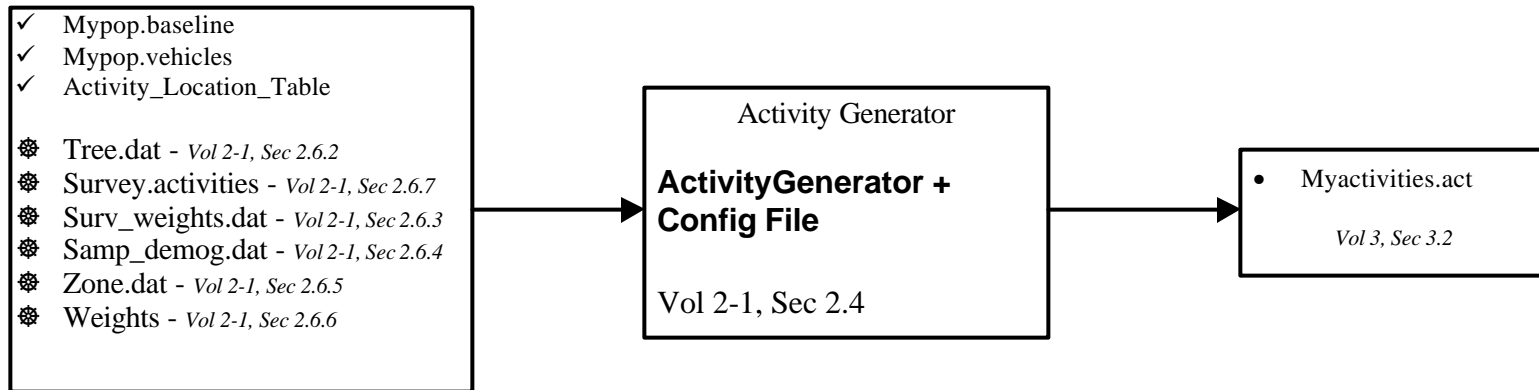 ✓ Mypop.baseline
✓ Mypop.vehicles
✓ Activity_Location_Table
☸ Tree.dat - Vol 2-1, Sec 2.6.2
☸ Survey.activities - Vol 2-1, Sec 2.6.7
☸ Surv_weights.dat - Vol 2-1, Sec 2.6.3
☸ Samp_demog.dat - Vol 2-1, Sec 2.6.4
☸ Zone.dat - Vol 2-1, Sec 2.6.5
☸ Weights - Vol 2-1, Sec 2.6.6
Activity Generator
ActivityGenerator +
Config File
Vol 2-1, Sec 2.4
• Myactivities.act
Vol 3, Sec 3.2